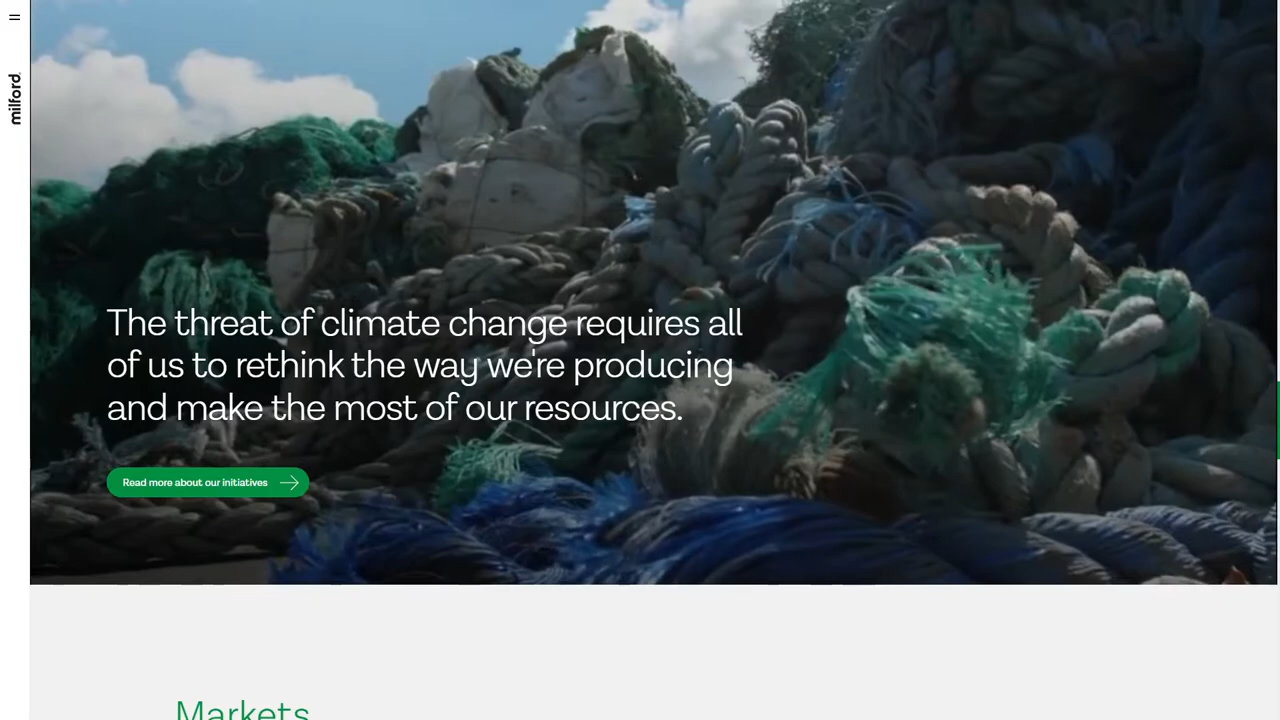 milford
The threat of climate change requires all
of us to rethink the way we're producing
and make the most of our resources.
Read more about our initiatives
Markets